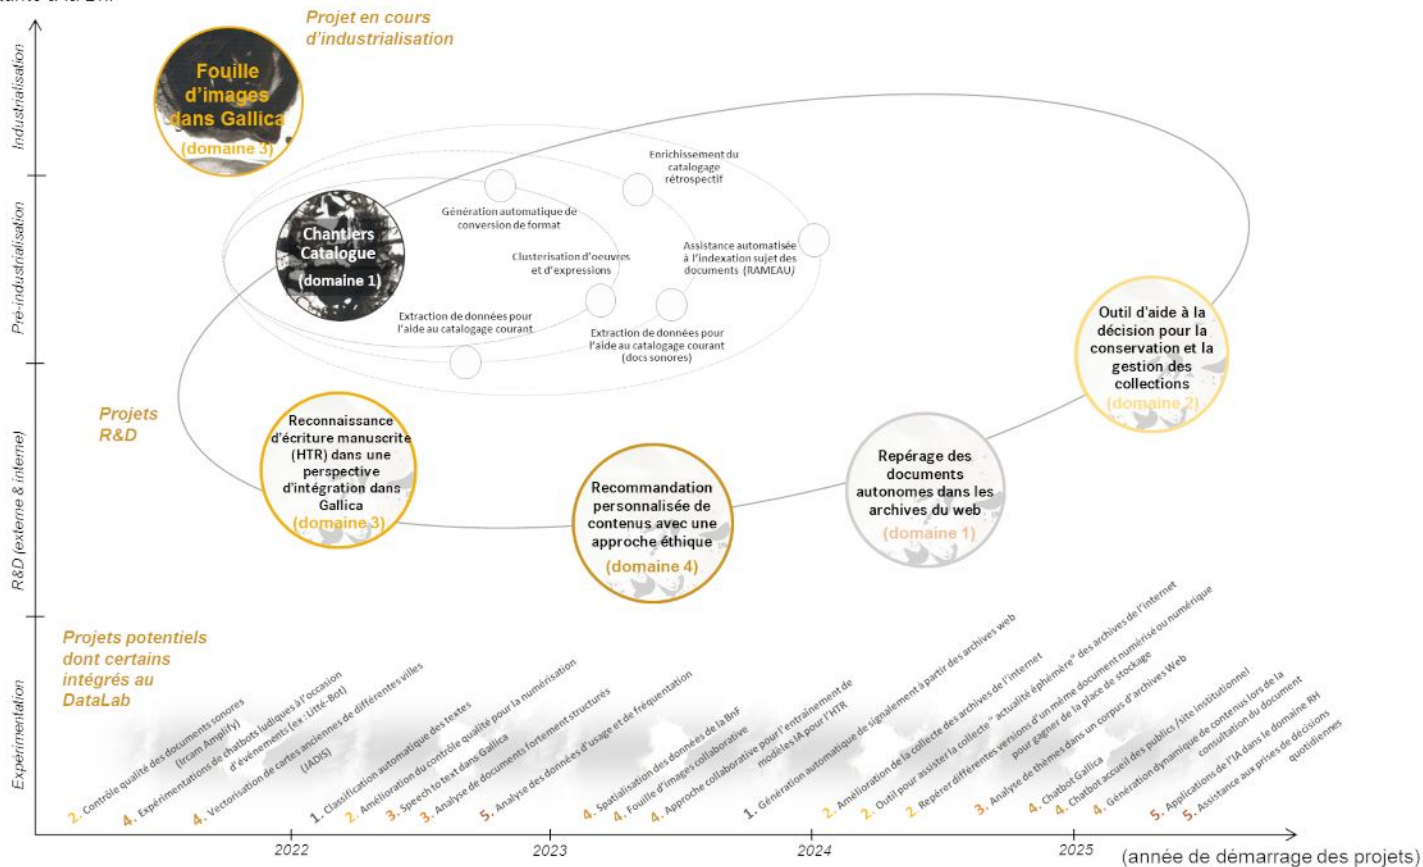 Projet en cours
d'industrialisation
Industrialisation
Fouille
d'images
dans Gallica
(domaine 3)
Pré-industrialisation
Chantiers
Catalogue
(domaine 1)
Génération automatique de
conversion de format
Enrichissement du
catalogage
rétrospectif
Clusterisation d'oeuvres
et d'expressions
Assistance automatisée
à l'indexation sujet des
documents (RAMEAU)
Extraction de données pour
l'aide au catalogage courant
Extraction de données pour
l'aide au catalogage courant
(docs sonores)
Outil d'aide à la
décision pour la
conservation et la
gestion des
collections
(domaine 2)
R&D (externe & interne)
Projets
R&D
Reconnaissance
d'écriture manuscrite
(HTR) dans une
perspective
d'intégration dans
Gallica
(domaine 3)
Recommandation
personnalisée de
contenus avec une
approche éthique
(domaine 4)
Repérage des
documents
autonomes dans les
archives du web
(domaine 1)
Expérimentation
Projets potentiels
dont certains
intégrés au
DataLab
2. Contrôle qualité des documents sonores
(Ircam Amplify)
4. Expérimentations de chatbots ludiques à l'occasion
d'événements (ex : Litté-Bot)
4. Vectorisation de cartes anciennes de différentes villes
(JADIS)
1. Classification automatique des textes
2. Amélioration du contrôle qualité pour la numérisation
3. Speech to text dans Gallica
3. Analyse de documents fortement structurés
5. Analyse des données d'usage et de fréquentation
4. Spatialisation des données de la BnF
4. Fouille d'images collaborative
4. Approche collaborative pour l'entraînement de
modèles IA pour l'HTR
1. Génération automatique de signalement à partir des archives web
2. Amélioration de la collecte des archives de l'internet
2. Outil pour assister la collecte " actualité éphémère" des archives de l'internet
2. Repérer différentes versions d'un même document numérisé ou numérique
pour gagner de la place de stockage
3. Analyse de thèmes dans un corpus d'archives Web
4. Chatbot Gallica
4. Chatbot accueil des publics /site institutionnel
4. Génération dynamique de contenus lors de la
consultation du document
5. Applications de l'IA dans le domaine RH
5. Assistance aux prises de décisions
quotidiennes
2022
2023
2024
2025
(année de démarrage des projets)